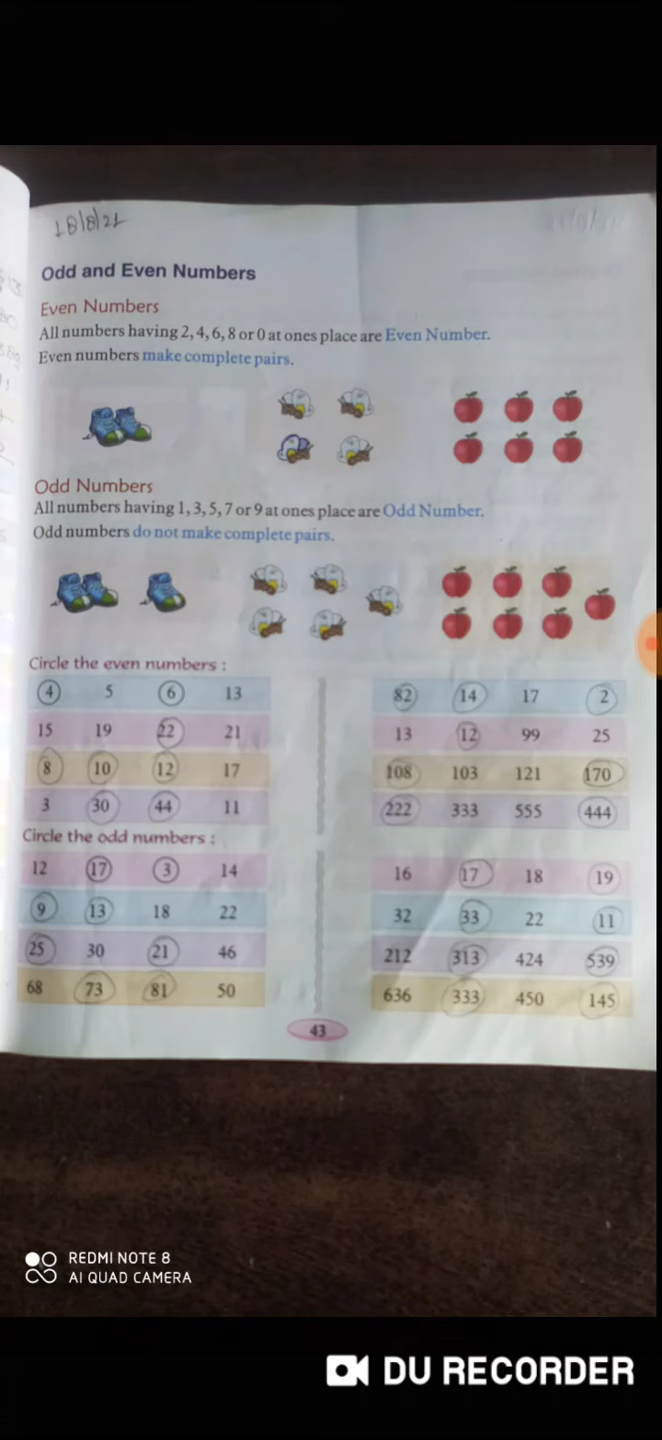 18/8/21
Odd and Even Numbers
Even Numbers
All numbers having 2, 4, 6, 8 or 0 at ones place are Even Number.
Even numbers make complete pairs.
Odd Numbers
All numbers having 1, 3, 5, 7 or 9 at ones place are Odd Number.
Odd numbers do not make complete pairs.
Circle the even numbers :
4 5 6 13
15 19 22 21
8 10 12 17
3 30 44 11
82 14 17 2
13 12 99 25
108 103 121 170
222 333 555 444
Circle the odd numbers :
12 17 3 14
9 13 18 22
25 30 21 46
68 73 81 50
16 17 18 19
32 33 22 11
212 313 424 539
636 333 450 145
43
REDMI NOTE 8
AI QUAD CAMERA
DU RECORDER